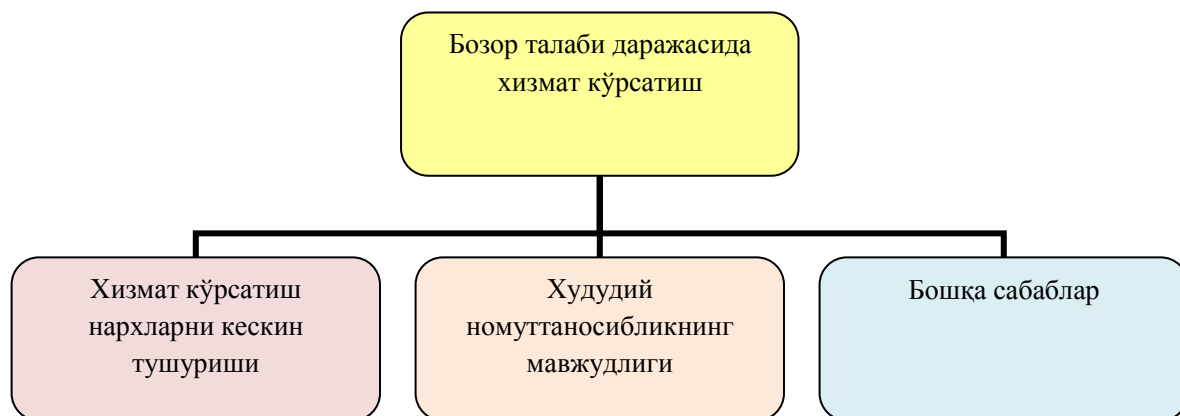 Бозор талаби даражасида
хизмат кўрсатиш
Хизмат кўрсатиш
нархларни кескин
тушуриши
Худудий
номуттаносибликнинг
мавжудлиги
Бошқа сабаблар